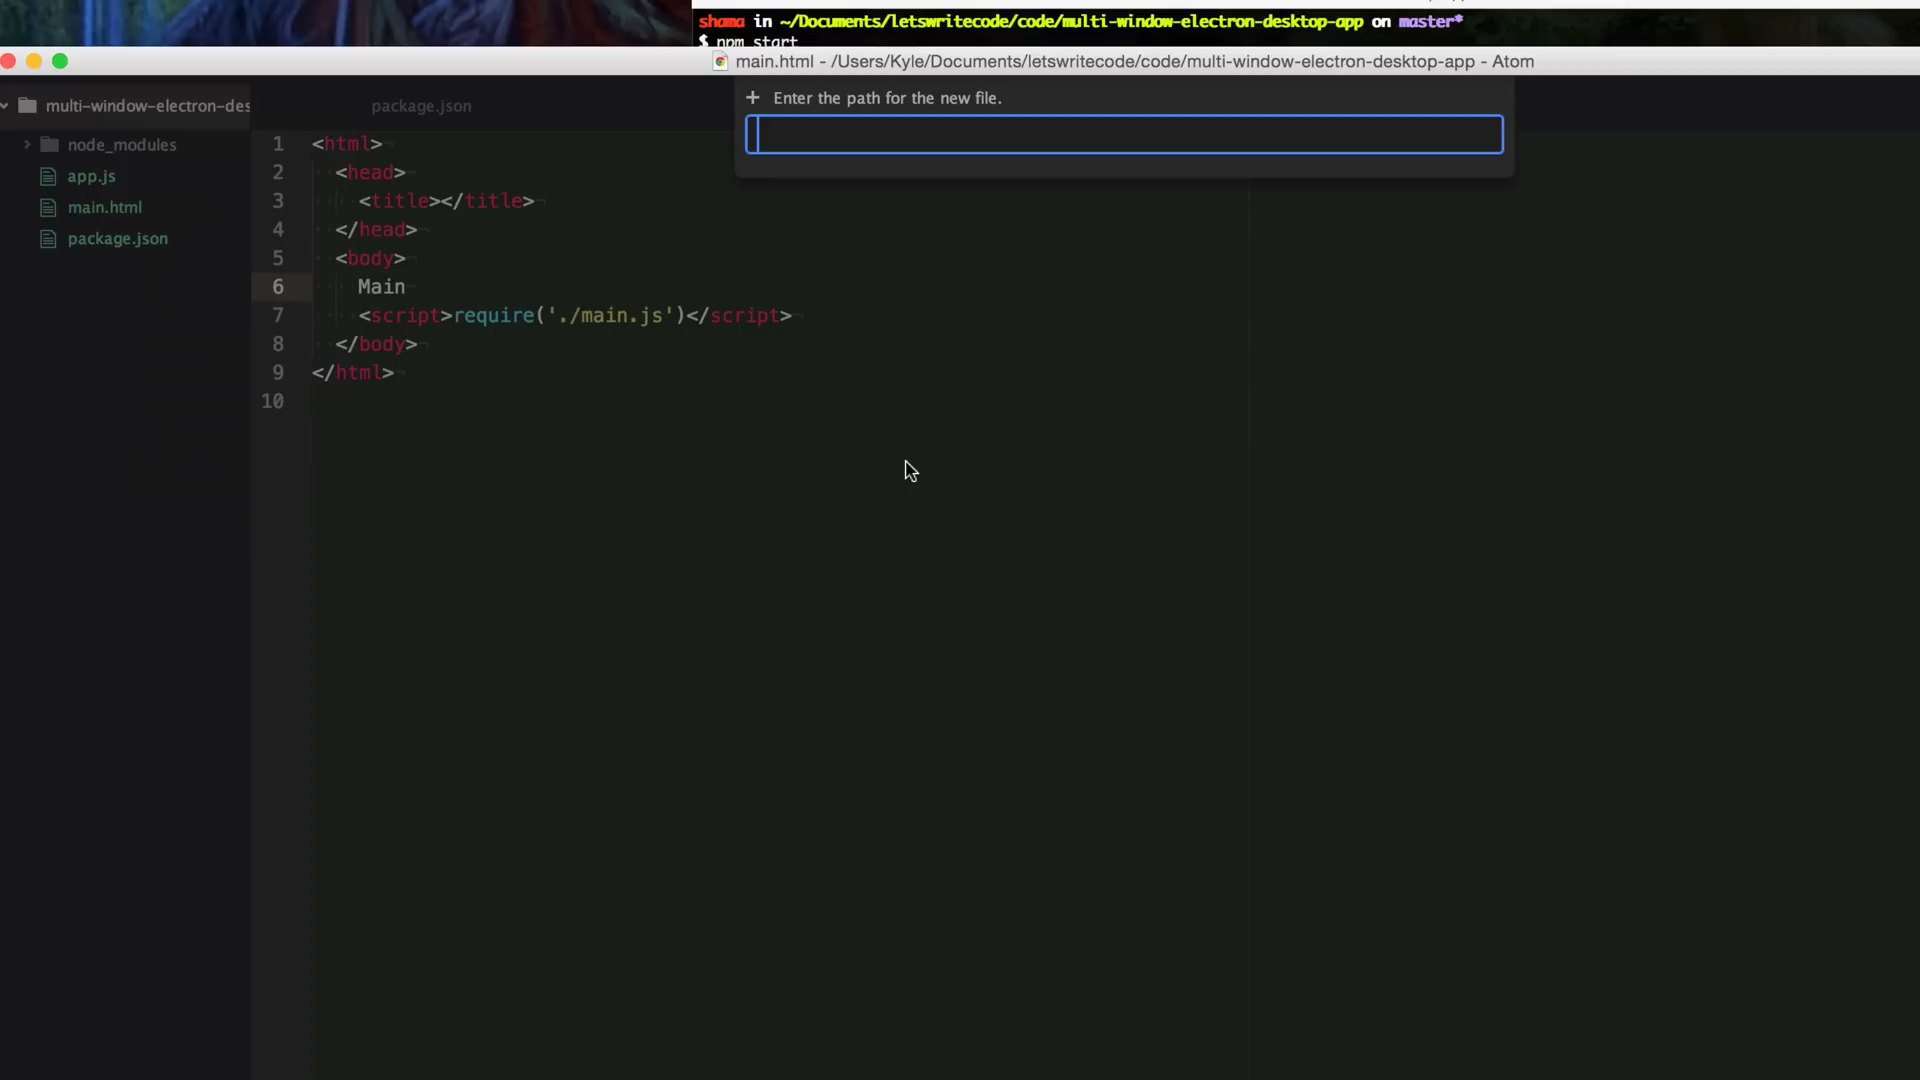 shama in ~/Documents/letswritecode/code/multi-window-electron-desktop-app on master*
$ npm start
main.html - /Users/Kyle/Documents/letswritecode/code/multi-window-electron-desktop-app - Atom
+ Enter the path for the new file.
multi-window-electron-des
node_modules
app.js
main.html
package.json
package.json
1 <html>
2 <head>
3 <title></title>
4 </head>
5 <body>
6 Main
7 <script>require('./main.js')</script>
8 </body>
9 </html>
10